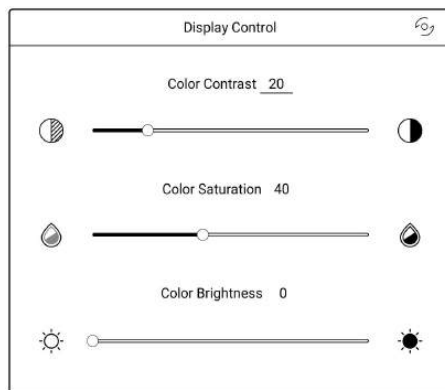 Display Control
Color Contrast 20
Color Saturation 40
Color Brightness 0